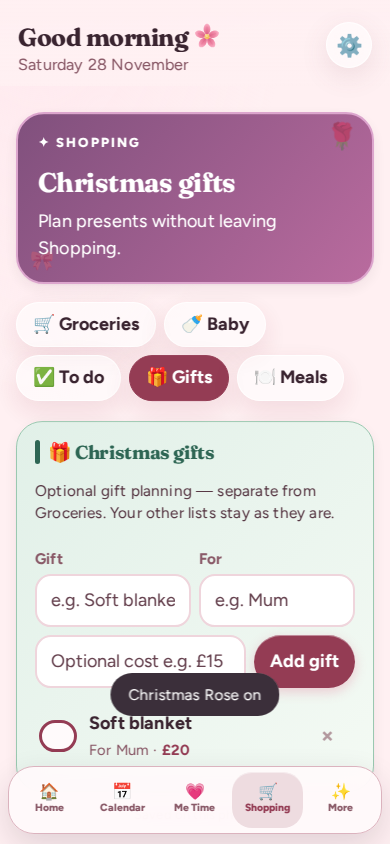 Good morning 🌸
Saturday 28 November
✦ SHOPPING
Christmas gifts
Plan presents without leaving
Shopping.
🛒 Groceries
🍼 Baby
✅ To do
🎁 Gifts
🍽️ Meals
🎁 Christmas gifts
Optional gift planning — separate from
Groceries. Your other lists stay as they are.
Gift
For
e.g. Soft blanke
e.g. Mum
Optional cost e.g. £15
Add gift
Christmas Rose on
Soft blanket
For Mum · £20
×
Home
Calendar
Me Time
Shopping
More